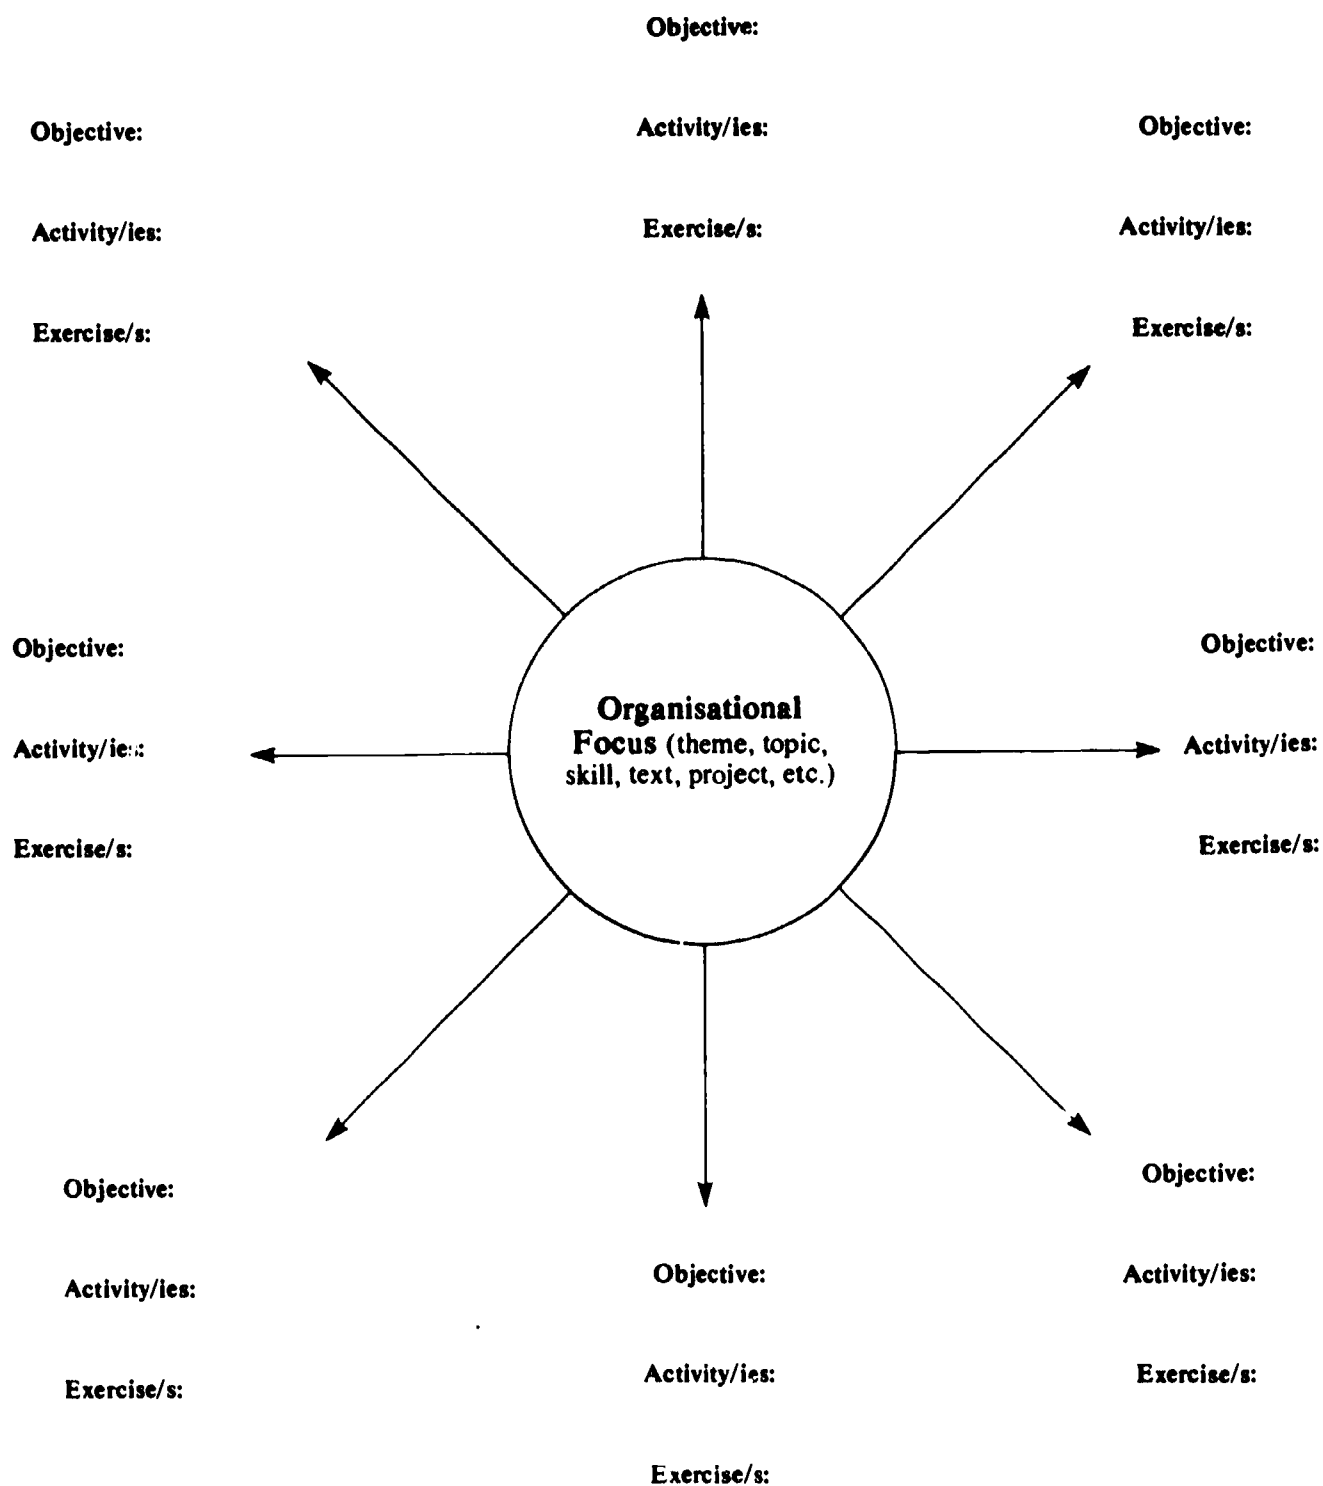 Objective:
Activity/ies:
Exercise/s:
Objective:
Activity/ies:
Exercise/s:
Objective:
Activity/ies:
Exercise/s:
Objective:
Activity/ies:
Exercise/s:
Organisational
Focus (theme, topic,
skill, text, project, etc.)
Objective:
Activity/ies:
Exercise/s:
Objective:
Activity/ies:
Exercise/s:
Objective:
Activity/ies:
Exercise/s:
Objective:
Activity/ies:
Exercise/s: